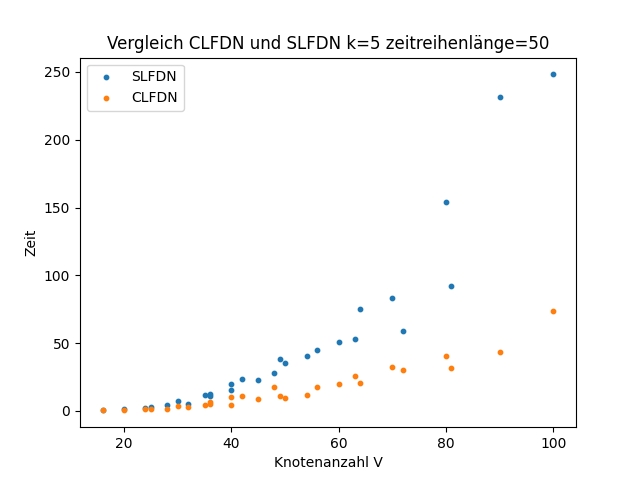 Vergleich CLFDN und SLFDN k=5 zeitreihenlänge=50
SLFDN
CLFDN
250
200
150
100
50
0
Zeit
20 40 60 80 100
Knotenanzahl V